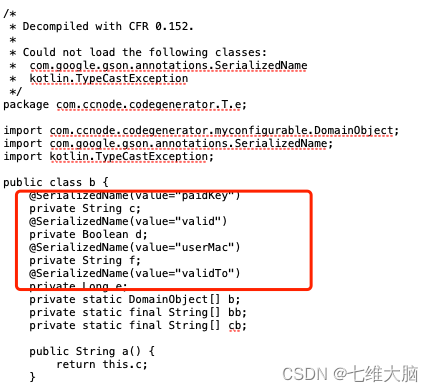 /*
 * Decompiled with CFR 0.152.
 *
 * Could not load the following classes:
 *  com.google.gson.annotations.SerializedName
 *  kotlin.TypeCastException
 */
package com.ccnode.codegenerator.T.e;

import com.ccnode.codegenerator.myconfigurable.DomainObject;
import com.google.gson.annotations.SerializedName;
import kotlin.TypeCastException;

public class b {
    @SerializedName(value="paidKey")
    private String c;
    @SerializedName(value="valid")
    private Boolean d;
    @SerializedName(value="userMac")
    private String f;
    @SerializedName(value="validTo")
    private Long e;
    private static DomainObject[] b;
    private static final String[] bb;
    private static final String[] cb;

    public String a() {
        return this.c;
    }
CSDN @七维大脑